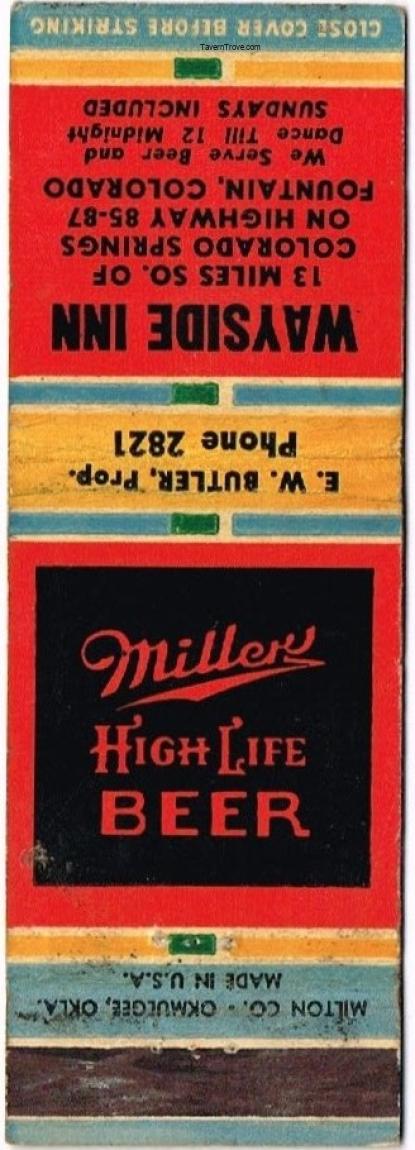 CLOSE COVER BEFORE STRIKING
TavernTrove.com
WAYSIDE INN
13 MILES SO. OF
COLORADO SPRINGS
ON HIGHWAY 85-87
FOUNTAIN, COLORADO
We Serve Beer and
Dance Till 12 Midnight
SUNDAYS INCLUDED
E. W. BUTLER, Prop.
Phone 2821
Miller
HIGH LIFE
BEER
MILTON CO. - OKMULGEE, OKLA.
MADE IN U.S.A.